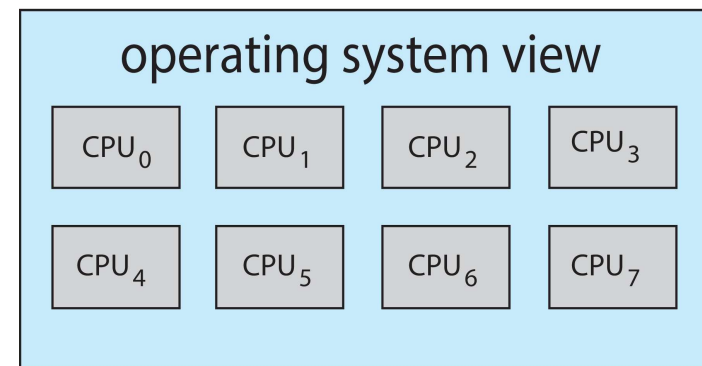 operating system view
CPU₀ CPU₁ CPU₂ CPU₃
CPU₄ CPU₅ CPU₆ CPU₇